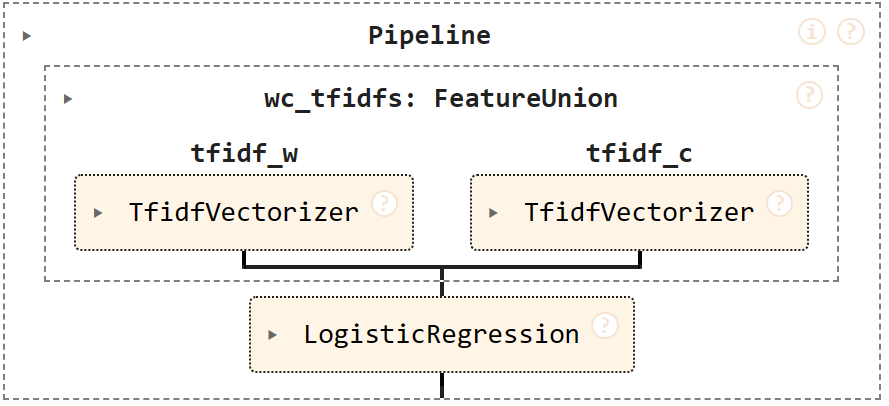 Pipeline i ?
wc_tfidfs: FeatureUnion ?
tfidf_w tfidf_c
TfidfVectorizer ? TfidfVectorizer ?
LogisticRegression ?